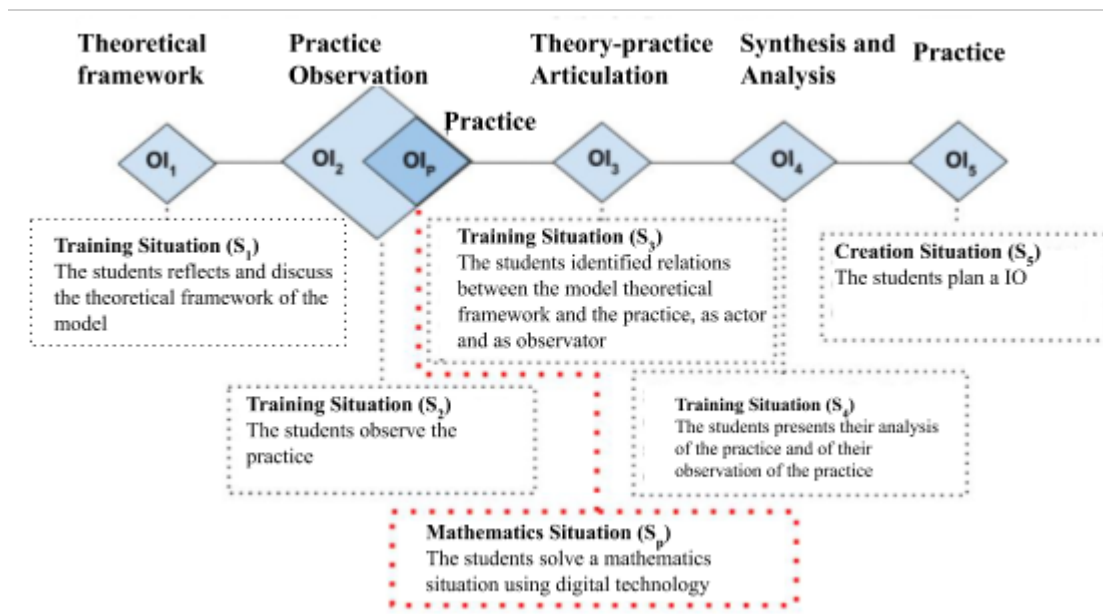 Theoretical
framework
Practice
Observation
Practice
Theory-practice
Articulation
Synthesis and
Analysis
Practice
OI₁
OI₂
OIₚ
OI₃
OI₄
OI₅
Training Situation (S₁)
The students reflects and discuss
the theoretical framework of the
model
Training Situation (S₃)
The students identified relations
between the model theoretical
framework and the practice, as actor
and as observator
Creation Situation (S₅)
The students plan a IO
Training Situation (S₂)
The students observe the
practice
Training Situation (S₄)
The students presents their analysis
of the practice and of their
observation of the practice
Mathematics Situation (Sₚ)
The students solve a mathematics
situation using digital technology